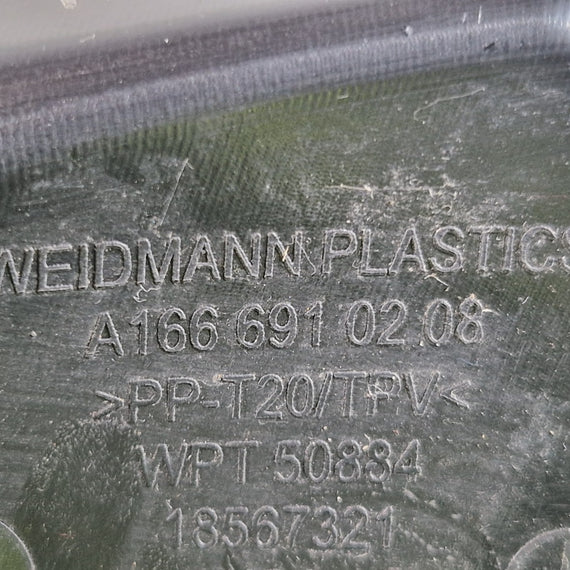 WEIDMANN PLASTICS
A166 691 02 08
>PP-T20/TPV<
WPT 50834
18567321